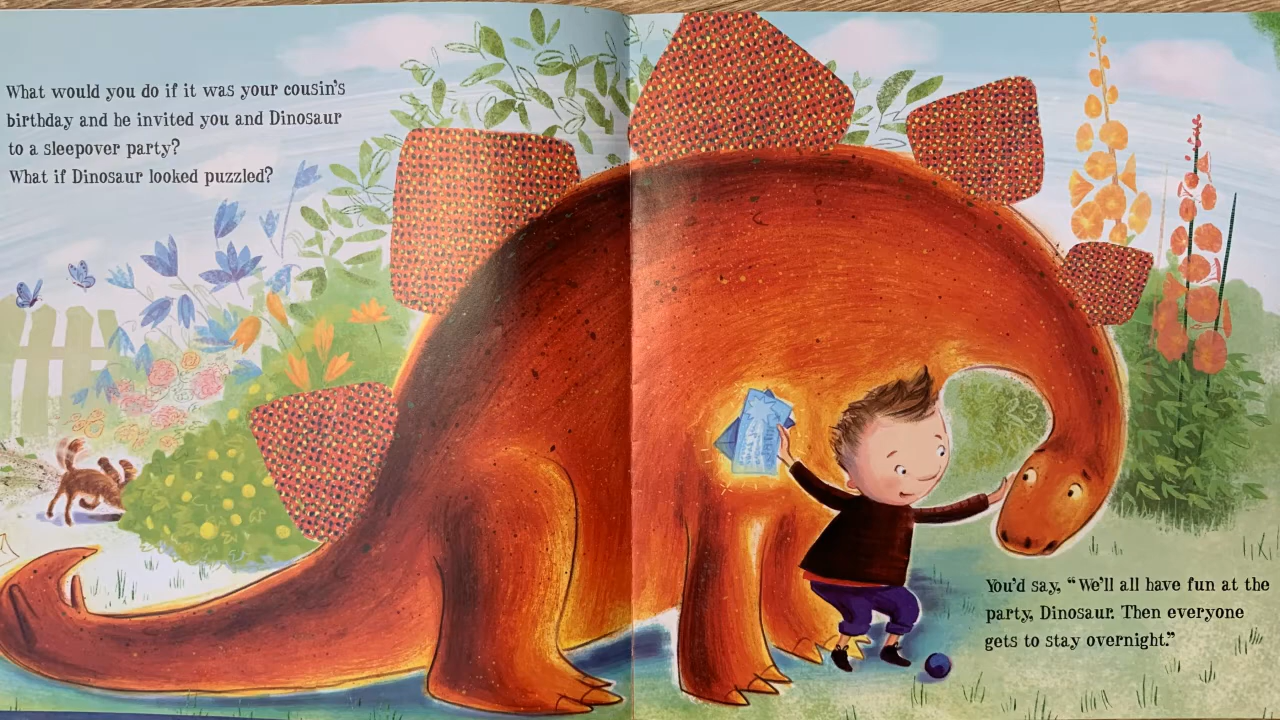 What would you do if it was your cousin's
birthday and he invited you and Dinosaur
to a sleepover party?
What if Dinosaur looked puzzled?
You'd say, “We'll all have fun at the
party, Dinosaur. Then everyone
gets to stay overnight.”